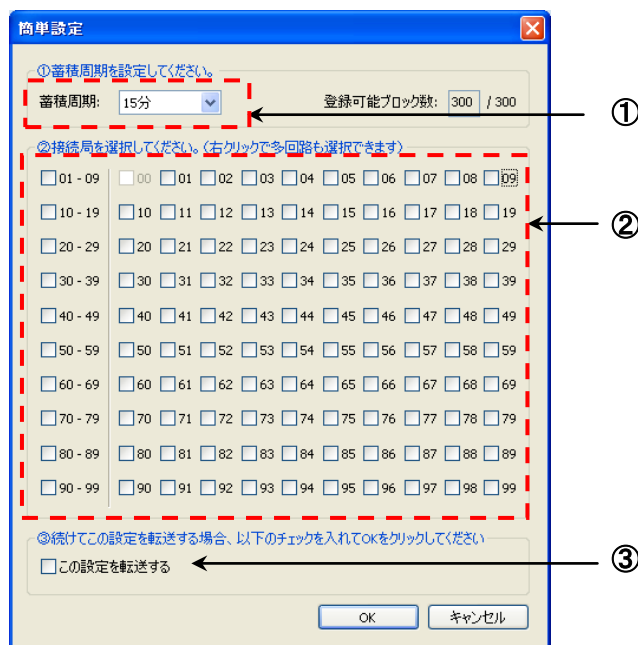 簡単設定
①蓄積周期を設定してください。
蓄積周期: 15分 登録可能ブロック数: 300 / 300
①
②接続局を選択してください。(右クリックで多回路も選択できます)
01 - 09 00 01 02 03 04 05 06 07 08 09
10 - 19 10 11 12 13 14 15 16 17 18 19
②
20 - 29 20 21 22 23 24 25 26 27 28 29
30 - 39 30 31 32 33 34 35 36 37 38 39
40 - 49 40 41 42 43 44 45 46 47 48 49
50 - 59 50 51 52 53 54 55 56 57 58 59
60 - 69 60 61 62 63 64 65 66 67 68 69
70 - 79 70 71 72 73 74 75 76 77 78 79
80 - 89 80 81 82 83 84 85 86 87 88 89
90 - 99 90 91 92 93 94 95 96 97 98 99
③続けてこの設定を転送する場合、以下のチェックを入れてOKをクリックしてください
この設定を転送する
③
OK キャンセル